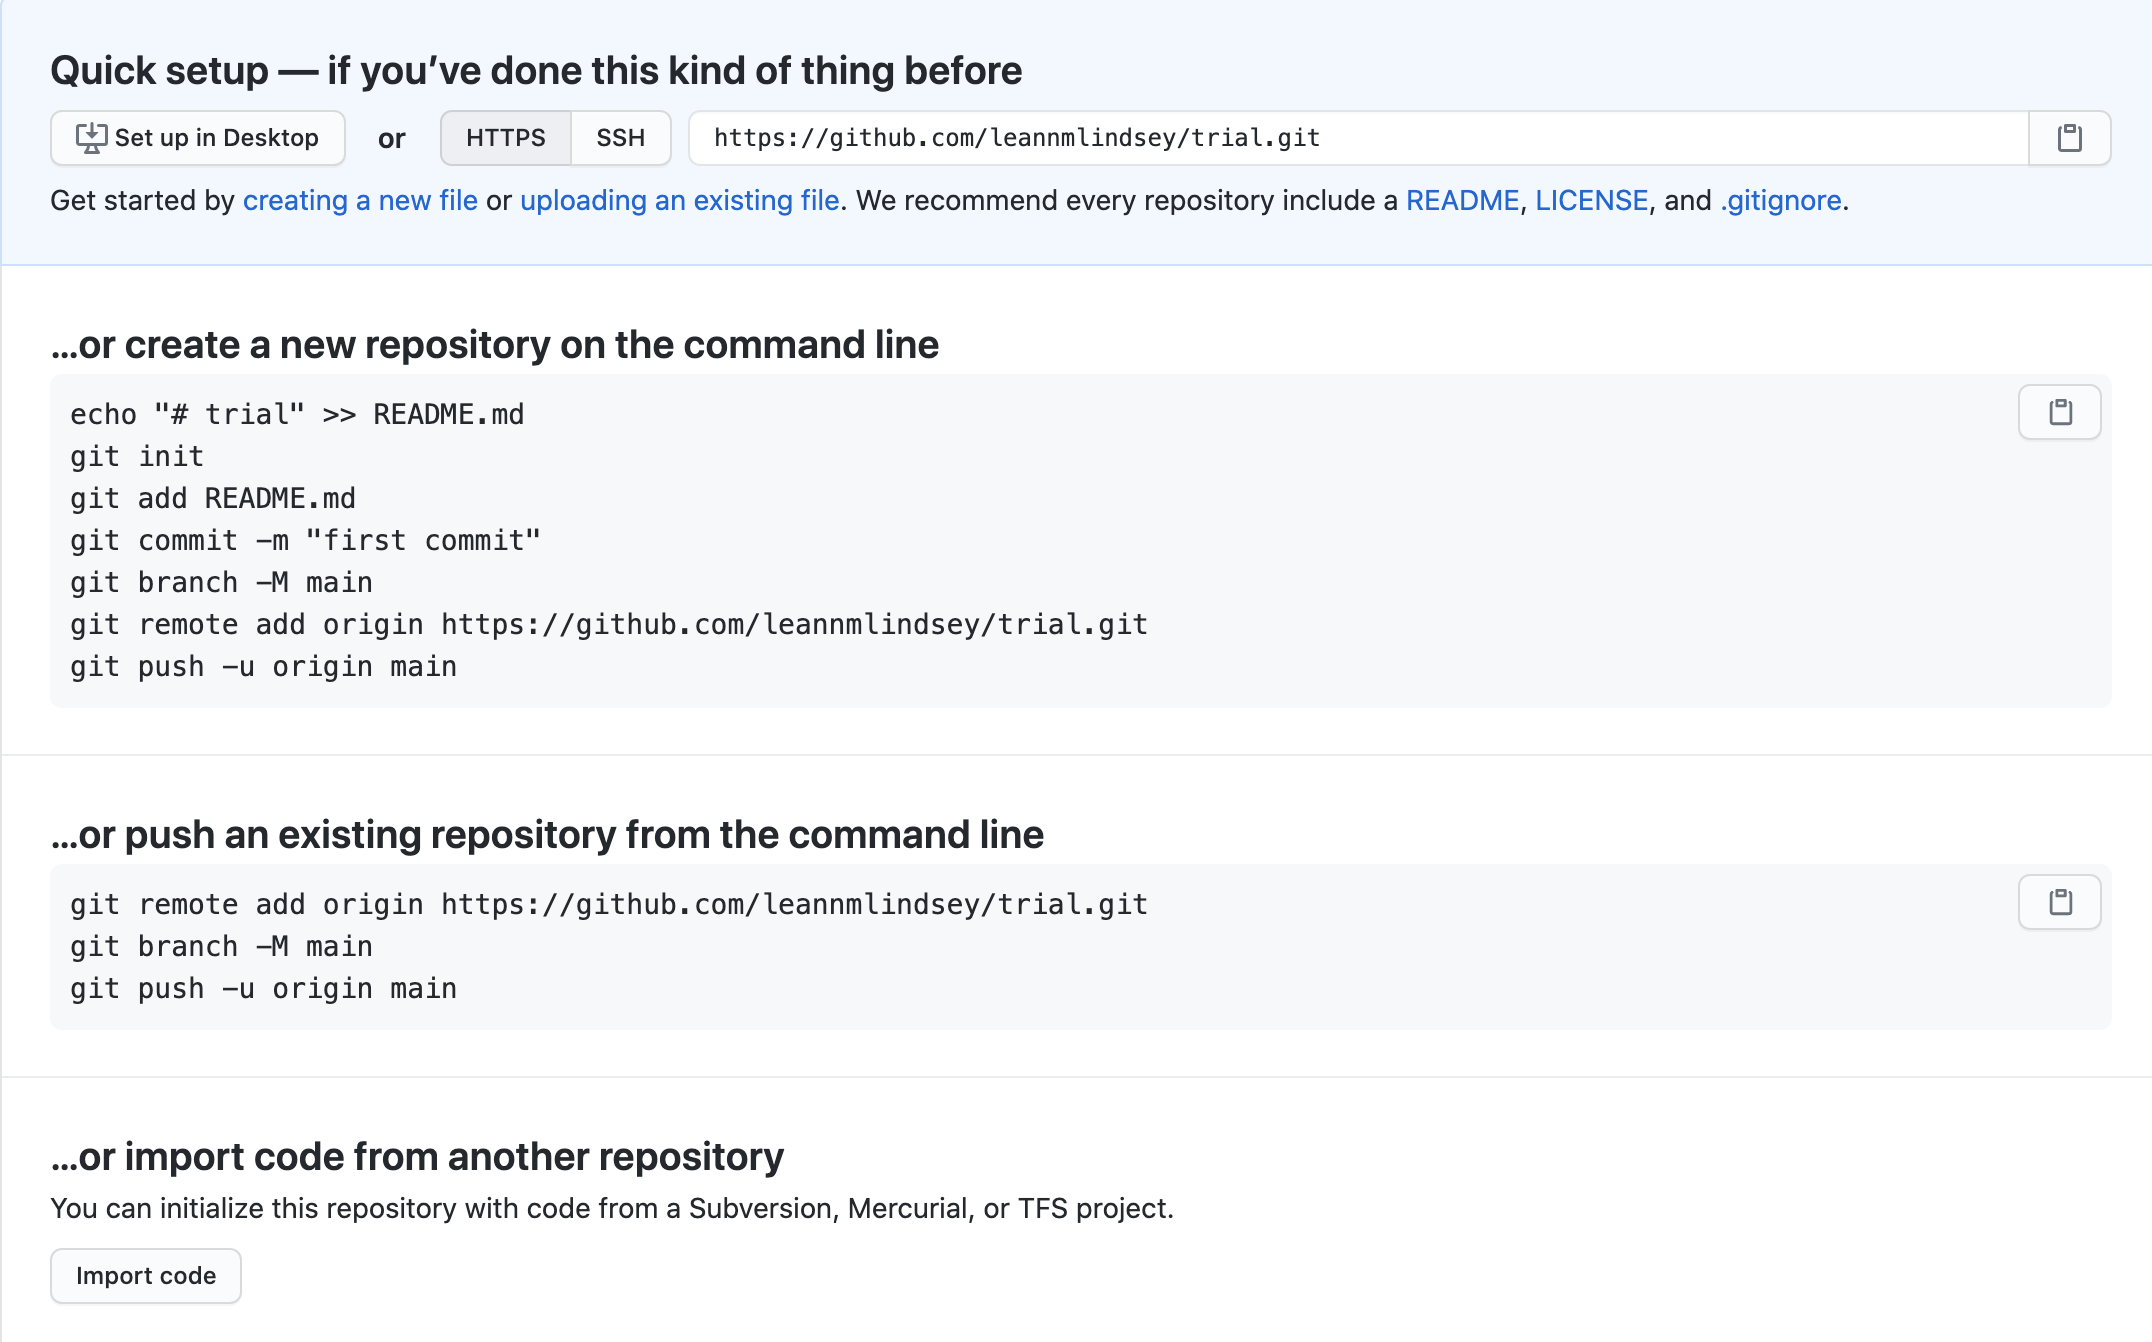 Quick setup — if you’ve done this kind of thing before
Set up in Desktop or HTTPS SSH https://github.com/leannmlindsey/trial.git
Get started by creating a new file or uploading an existing file. We recommend every repository include a README, LICENSE, and .gitignore.
…or create a new repository on the command line
echo "# trial" >> README.md
git init
git add README.md
git commit -m "first commit"
git branch -M main
git remote add origin https://github.com/leannmlindsey/trial.git
git push -u origin main
…or push an existing repository from the command line
git remote add origin https://github.com/leannmlindsey/trial.git
git branch -M main
git push -u origin main
…or import code from another repository
You can initialize this repository with code from a Subversion, Mercurial, or TFS project.
Import code